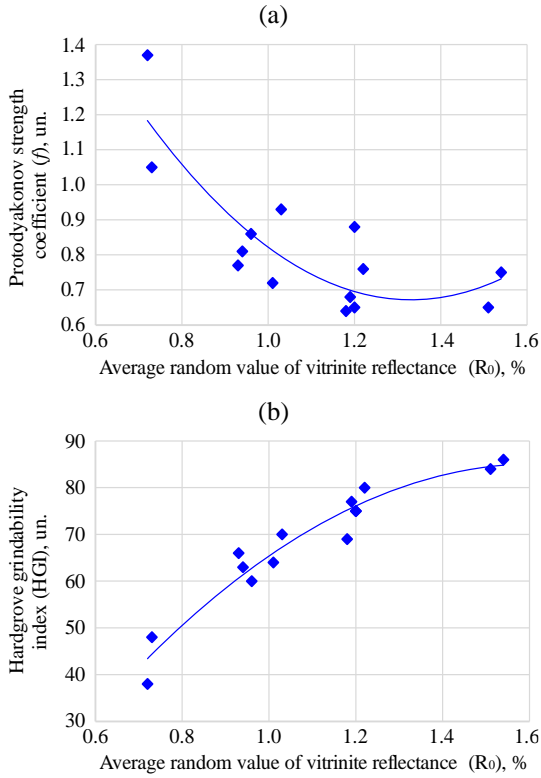 (a)
Protodyakonov strength
coefficient (f), un.
1.4
1.3
1.2
1.1
1.0
0.9
0.8
0.7
0.6
0.6 0.8 1.0 1.2 1.4 1.6
Average random value of vitrinite reflectance (R₀), %
(b)
Hardgrove grindability
index (HGI), un.
90
80
70
60
50
40
30
0.6 0.8 1.0 1.2 1.4 1.6
Average random value of vitrinite reflectance (R₀), %